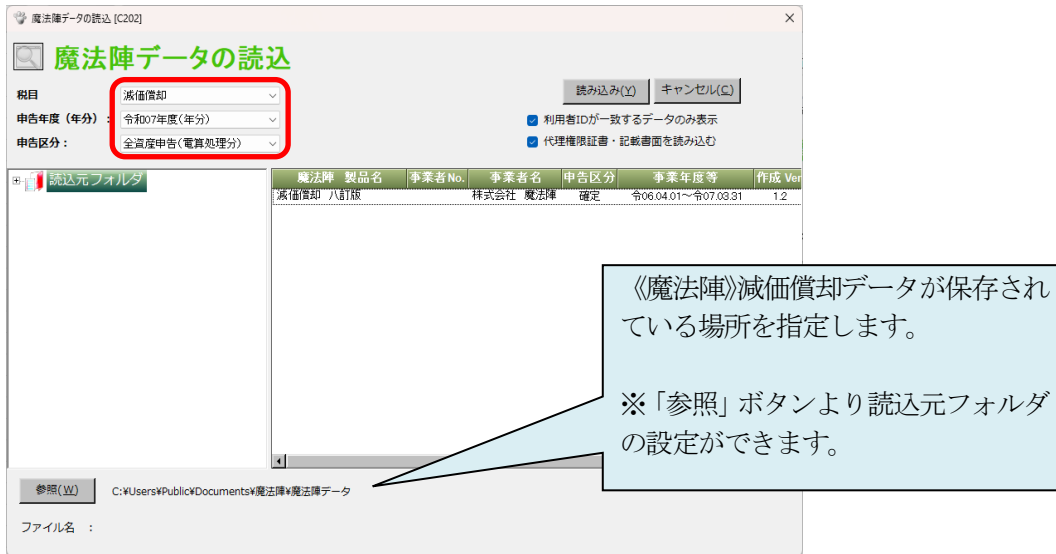 魔法陣データの読込 [C202]
魔法陣データの読込
税目 減価償却
読み込み(Y) キャンセル(C)
申告年度（年分）： 令和07年度(年分)
利用者IDが一致するデータのみ表示
申告区分： 全資産申告(電算処理分)
代理権限証書・記載書面を読み込む
読込元フォルダ
魔法陣 製品名 事業者No. 事業者名 申告区分 事業年度等 作成 Ver
減価償却 八訂版 株式会社 魔法陣 確定 令06.04.01～令07.03.31 1.2
《魔法陣》減価償却データが保存され
ている場所を指定します。
※「参照」ボタンより読込元フォルダ
の設定ができます。
参照(W) C:¥Users¥Public¥Documents¥魔法陣¥魔法陣データ
ファイル名 ：